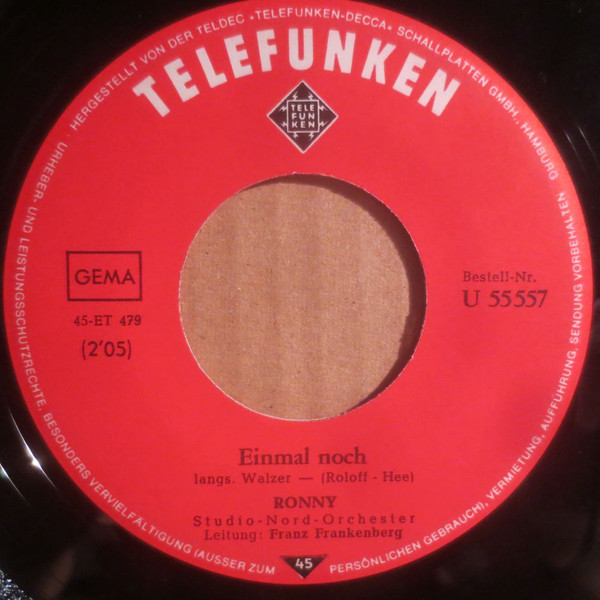 URHEBER- UND LEISTUNGSSCHUTZRECHTE, BESONDERS VERVIELFÄLTIGUNG (AUSSER ZUM PERSÖNLICHEN GEBRAUCH), VERMIETUNG, AUFFÜHRUNG, SENDUNG VORBEHALTEN
HERGESTELLT VON DER TELDEC »TELEFUNKEN-DECCA« SCHALLPLATTEN GMBH., HAMBURG
TELEFUNKEN
TELE
FUN
KEN
GEMA
45-ET 479
(2'05)
Bestell-Nr.
U 55557
Einmal noch
langs. Walzer — (Roloff - Hee)
RONNY
Studio-Nord-Orchester
Leitung: Franz Frankenberg
45